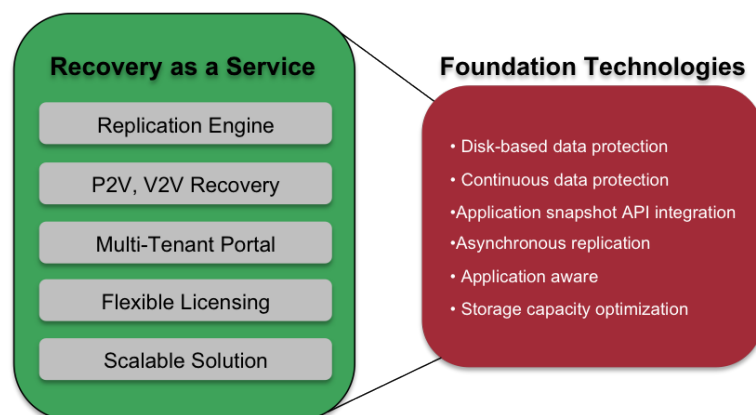 Recovery as a Service
Replication Engine
P2V, V2V Recovery
Multi-Tenant Portal
Flexible Licensing
Scalable Solution
Foundation Technologies
• Disk-based data protection
• Continuous data protection
•Application snapshot API integration
•Asynchronous replication
• Application aware
• Storage capacity optimization